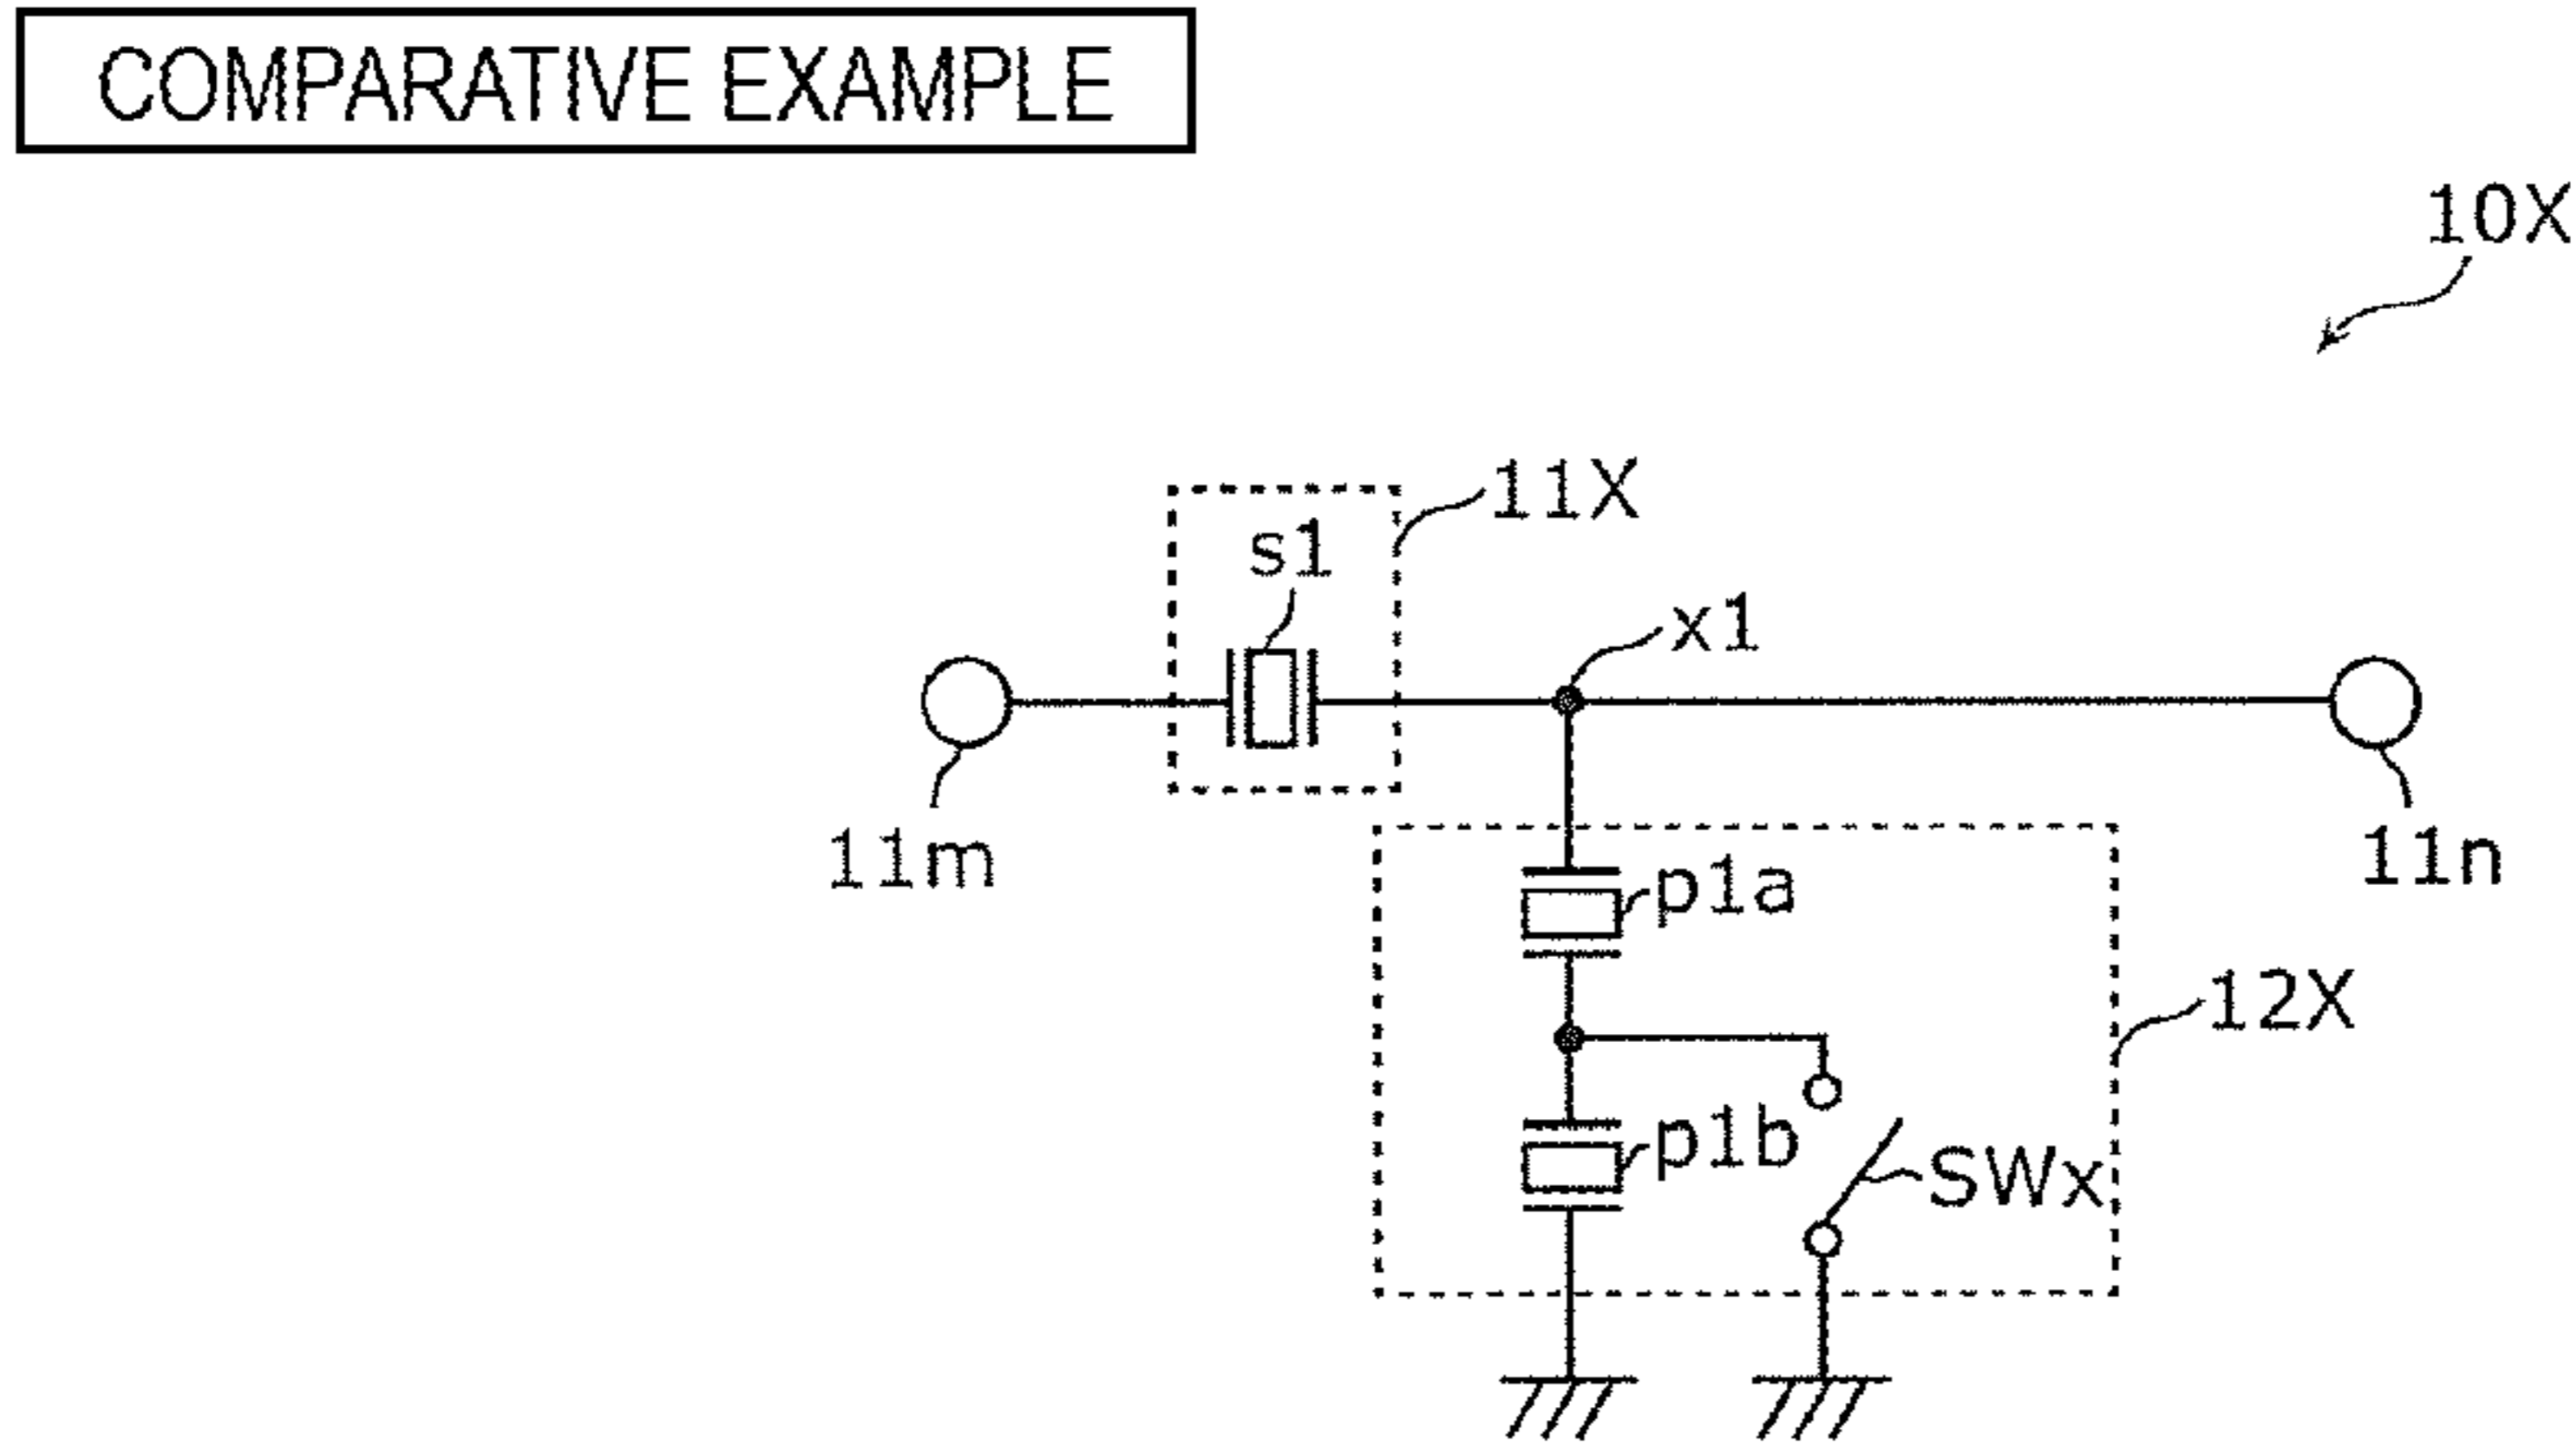 COMPARATIVE EXAMPLE
10X
11X
s1
x1
11m
11n
p1a
12X
p1b
SWx